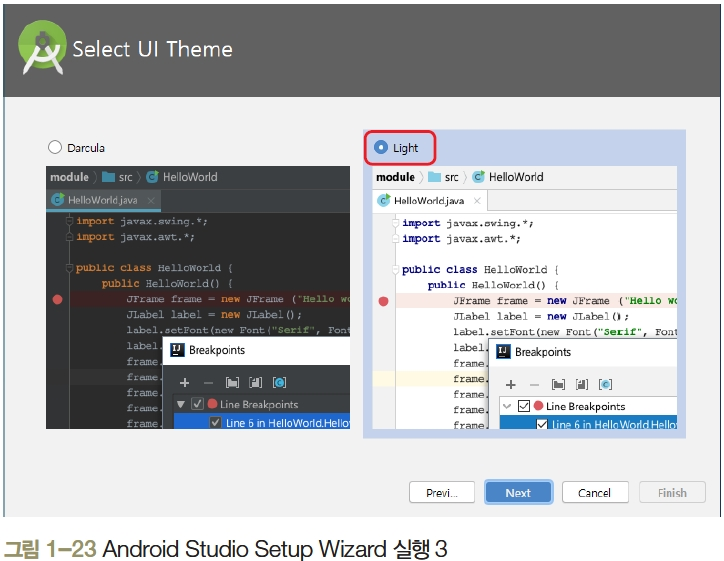 Select UI Theme
Darcula
Light
module src HelloWorld
HelloWorld.java
import javax.swing.*;
import javax.awt.*;
public class HelloWorld {
public HelloWorld() {
JFrame frame = new JFrame ("Hello wo
JLabel label = new JLabel();
label.setFont(new Font("Serif", Font
label.
frame.
frame.
frame.
frame.
frame.
Breakpoints
Line Breakpoints
Line 6 in HelloWorld.Hello
module src HelloWorld
HelloWorld.java
import javax.swing.*;
import javax.awt.*;
public class HelloWorld {
public HelloWorld() {
JFrame frame = new JFrame ("Hello wo
JLabel label = new JLabel();
label.setFont(new Font("Serif", Font
label.
frame.
frame.
frame.
frame.
frame.
Breakpoints
Line Breakpoints
Line 6 in HelloWorld.Hello
Previ... Next Cancel Finish
그림 1-23 Android Studio Setup Wizard 실행 3